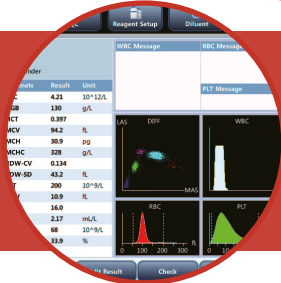 Reagent Setup
Diluent
WBC Message
RBC Message
PLT Message
Result Unit
4.21 10^12/L
130 g/L
0.397
MCV 94.2 fL
MCH 30.9 pg
MCHC 328 g/L
RDW-CV 0.134
RDW-SD 43.2 fL
200 10^9/L
10.9 fL
16.0
2.17 mL/L
68 10^9/L
33.9 %
LAS DIFF
MAS
WBC
RBC
0 100 200 300 fL
PLT
0 10
Result
Check